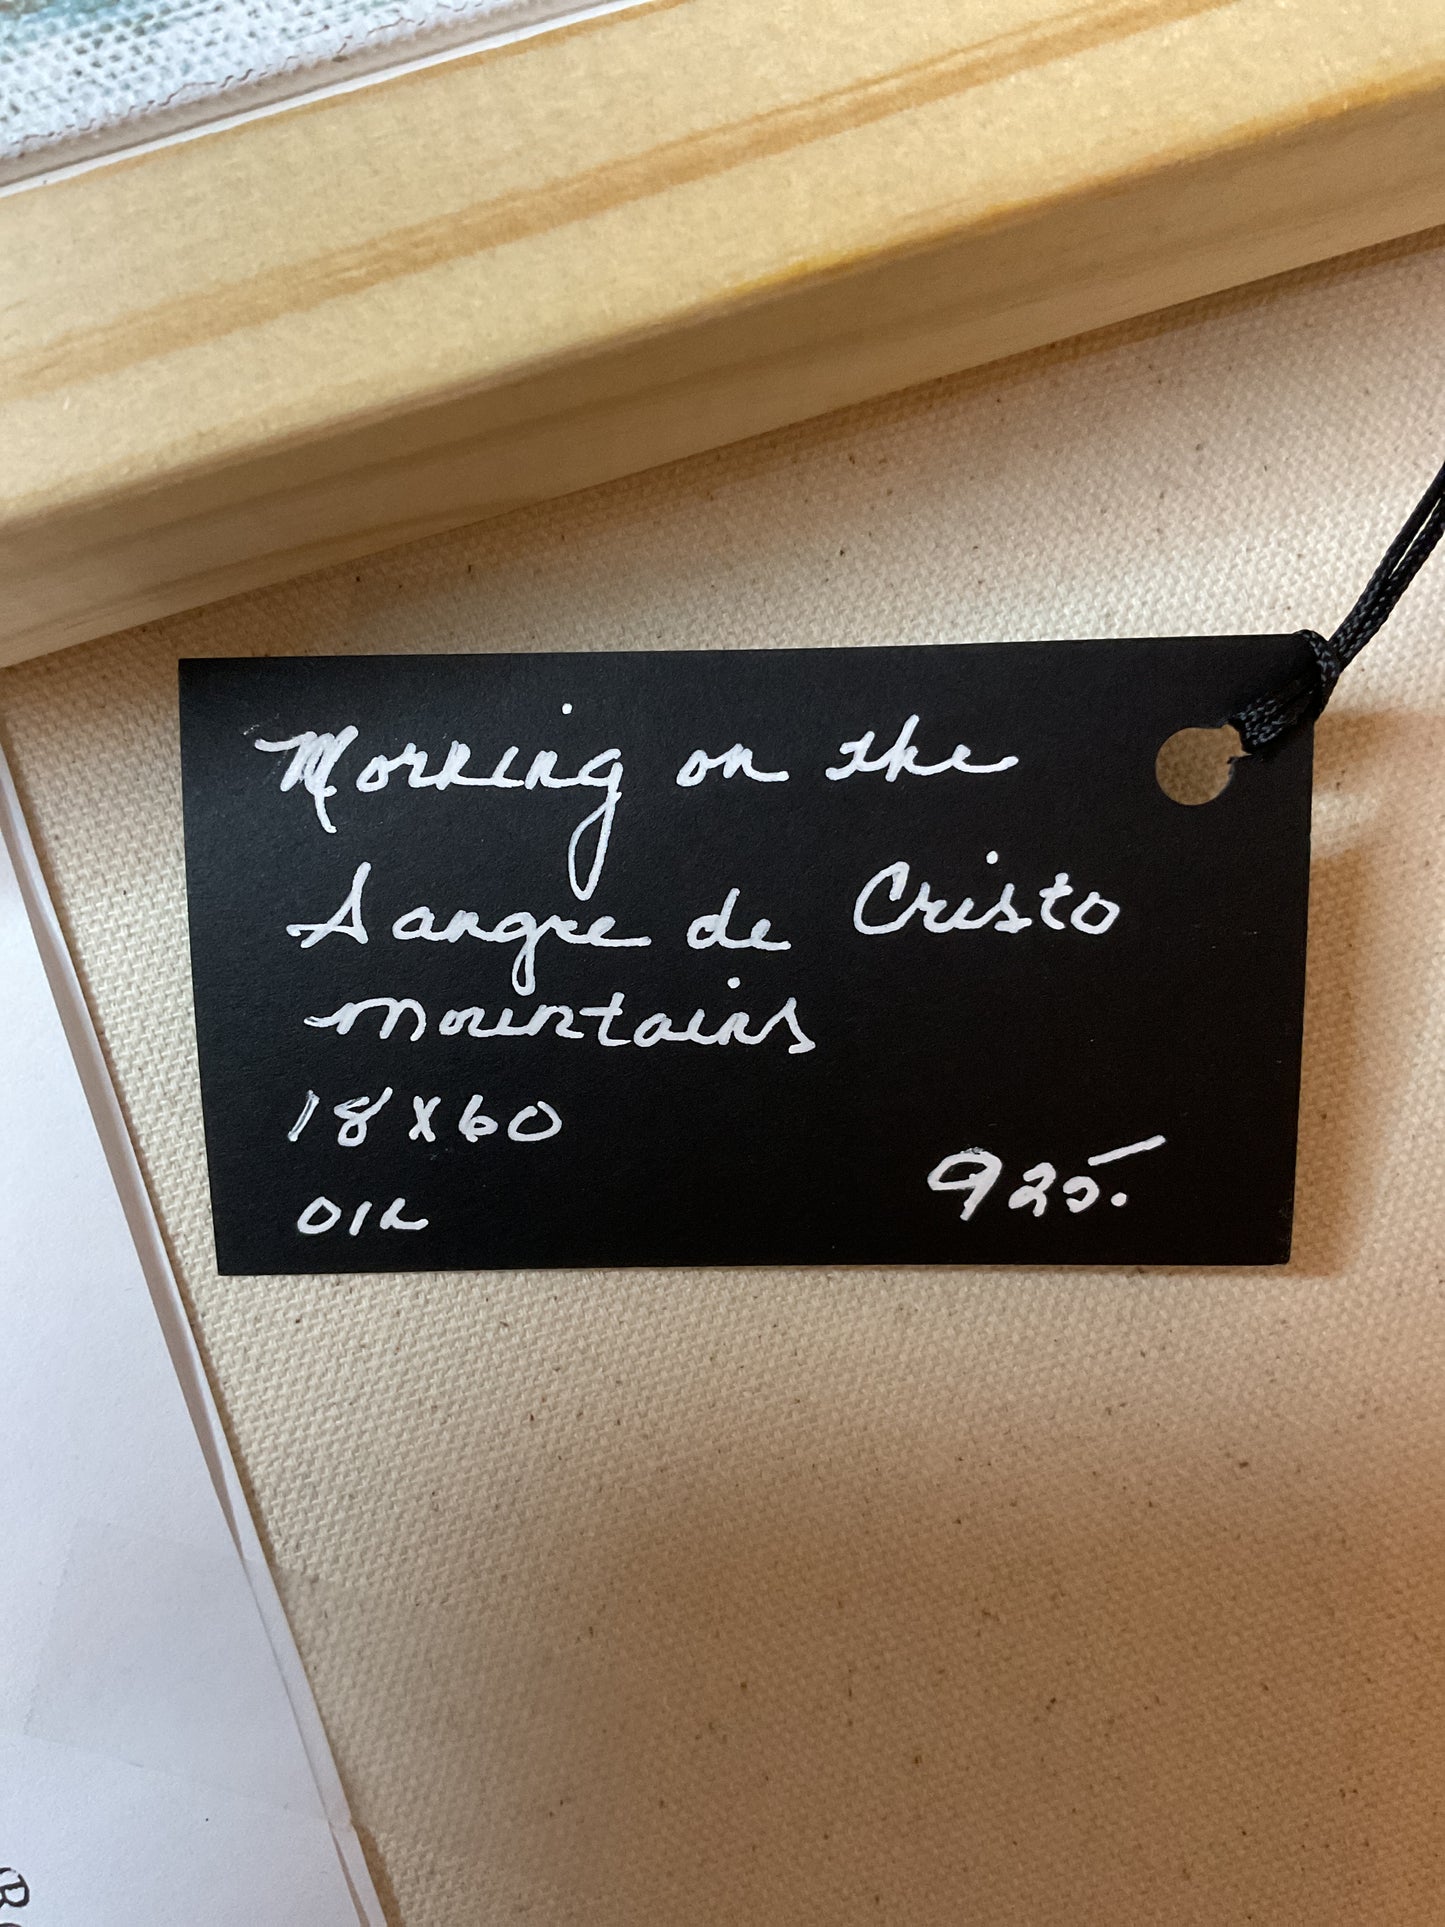 Morning on the
Sangre de Cristo
mountains
18X60
OIL
925.